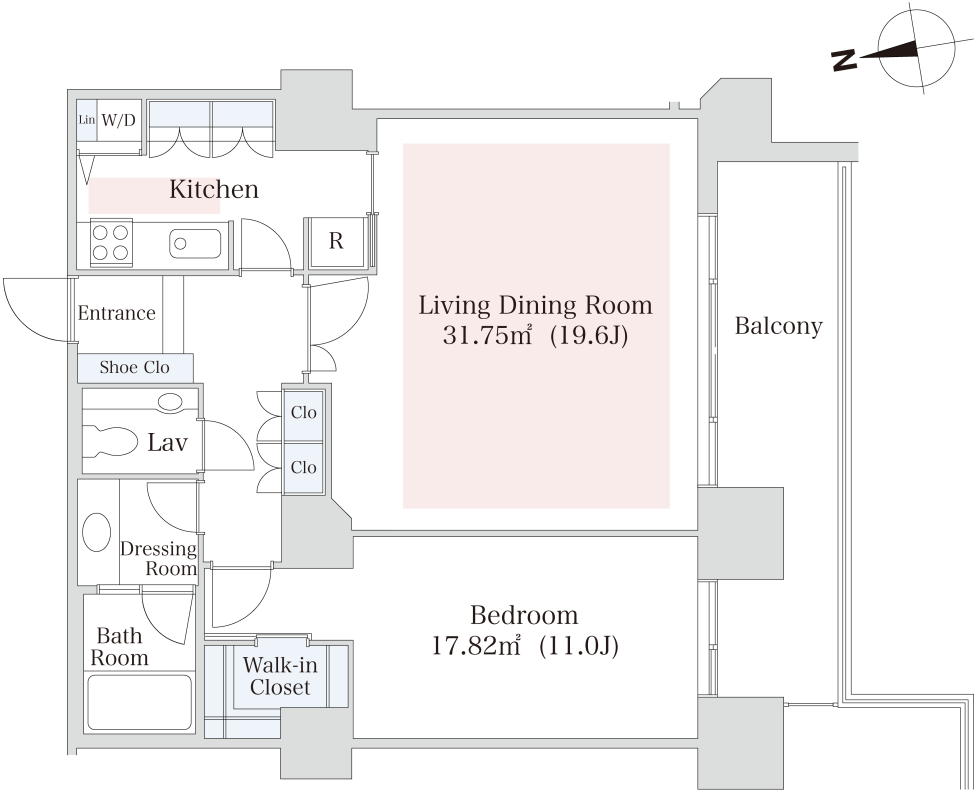 N
Lin
W/D
Kitchen
R
Entrance
Shoe Clo
Living Dining Room
31.75㎡ (19.6J)
Balcony
Clo
Lav
Clo
Dressing
Room
Bath
Room
Bedroom
17.82㎡ (11.0J)
Walk-in
Closet